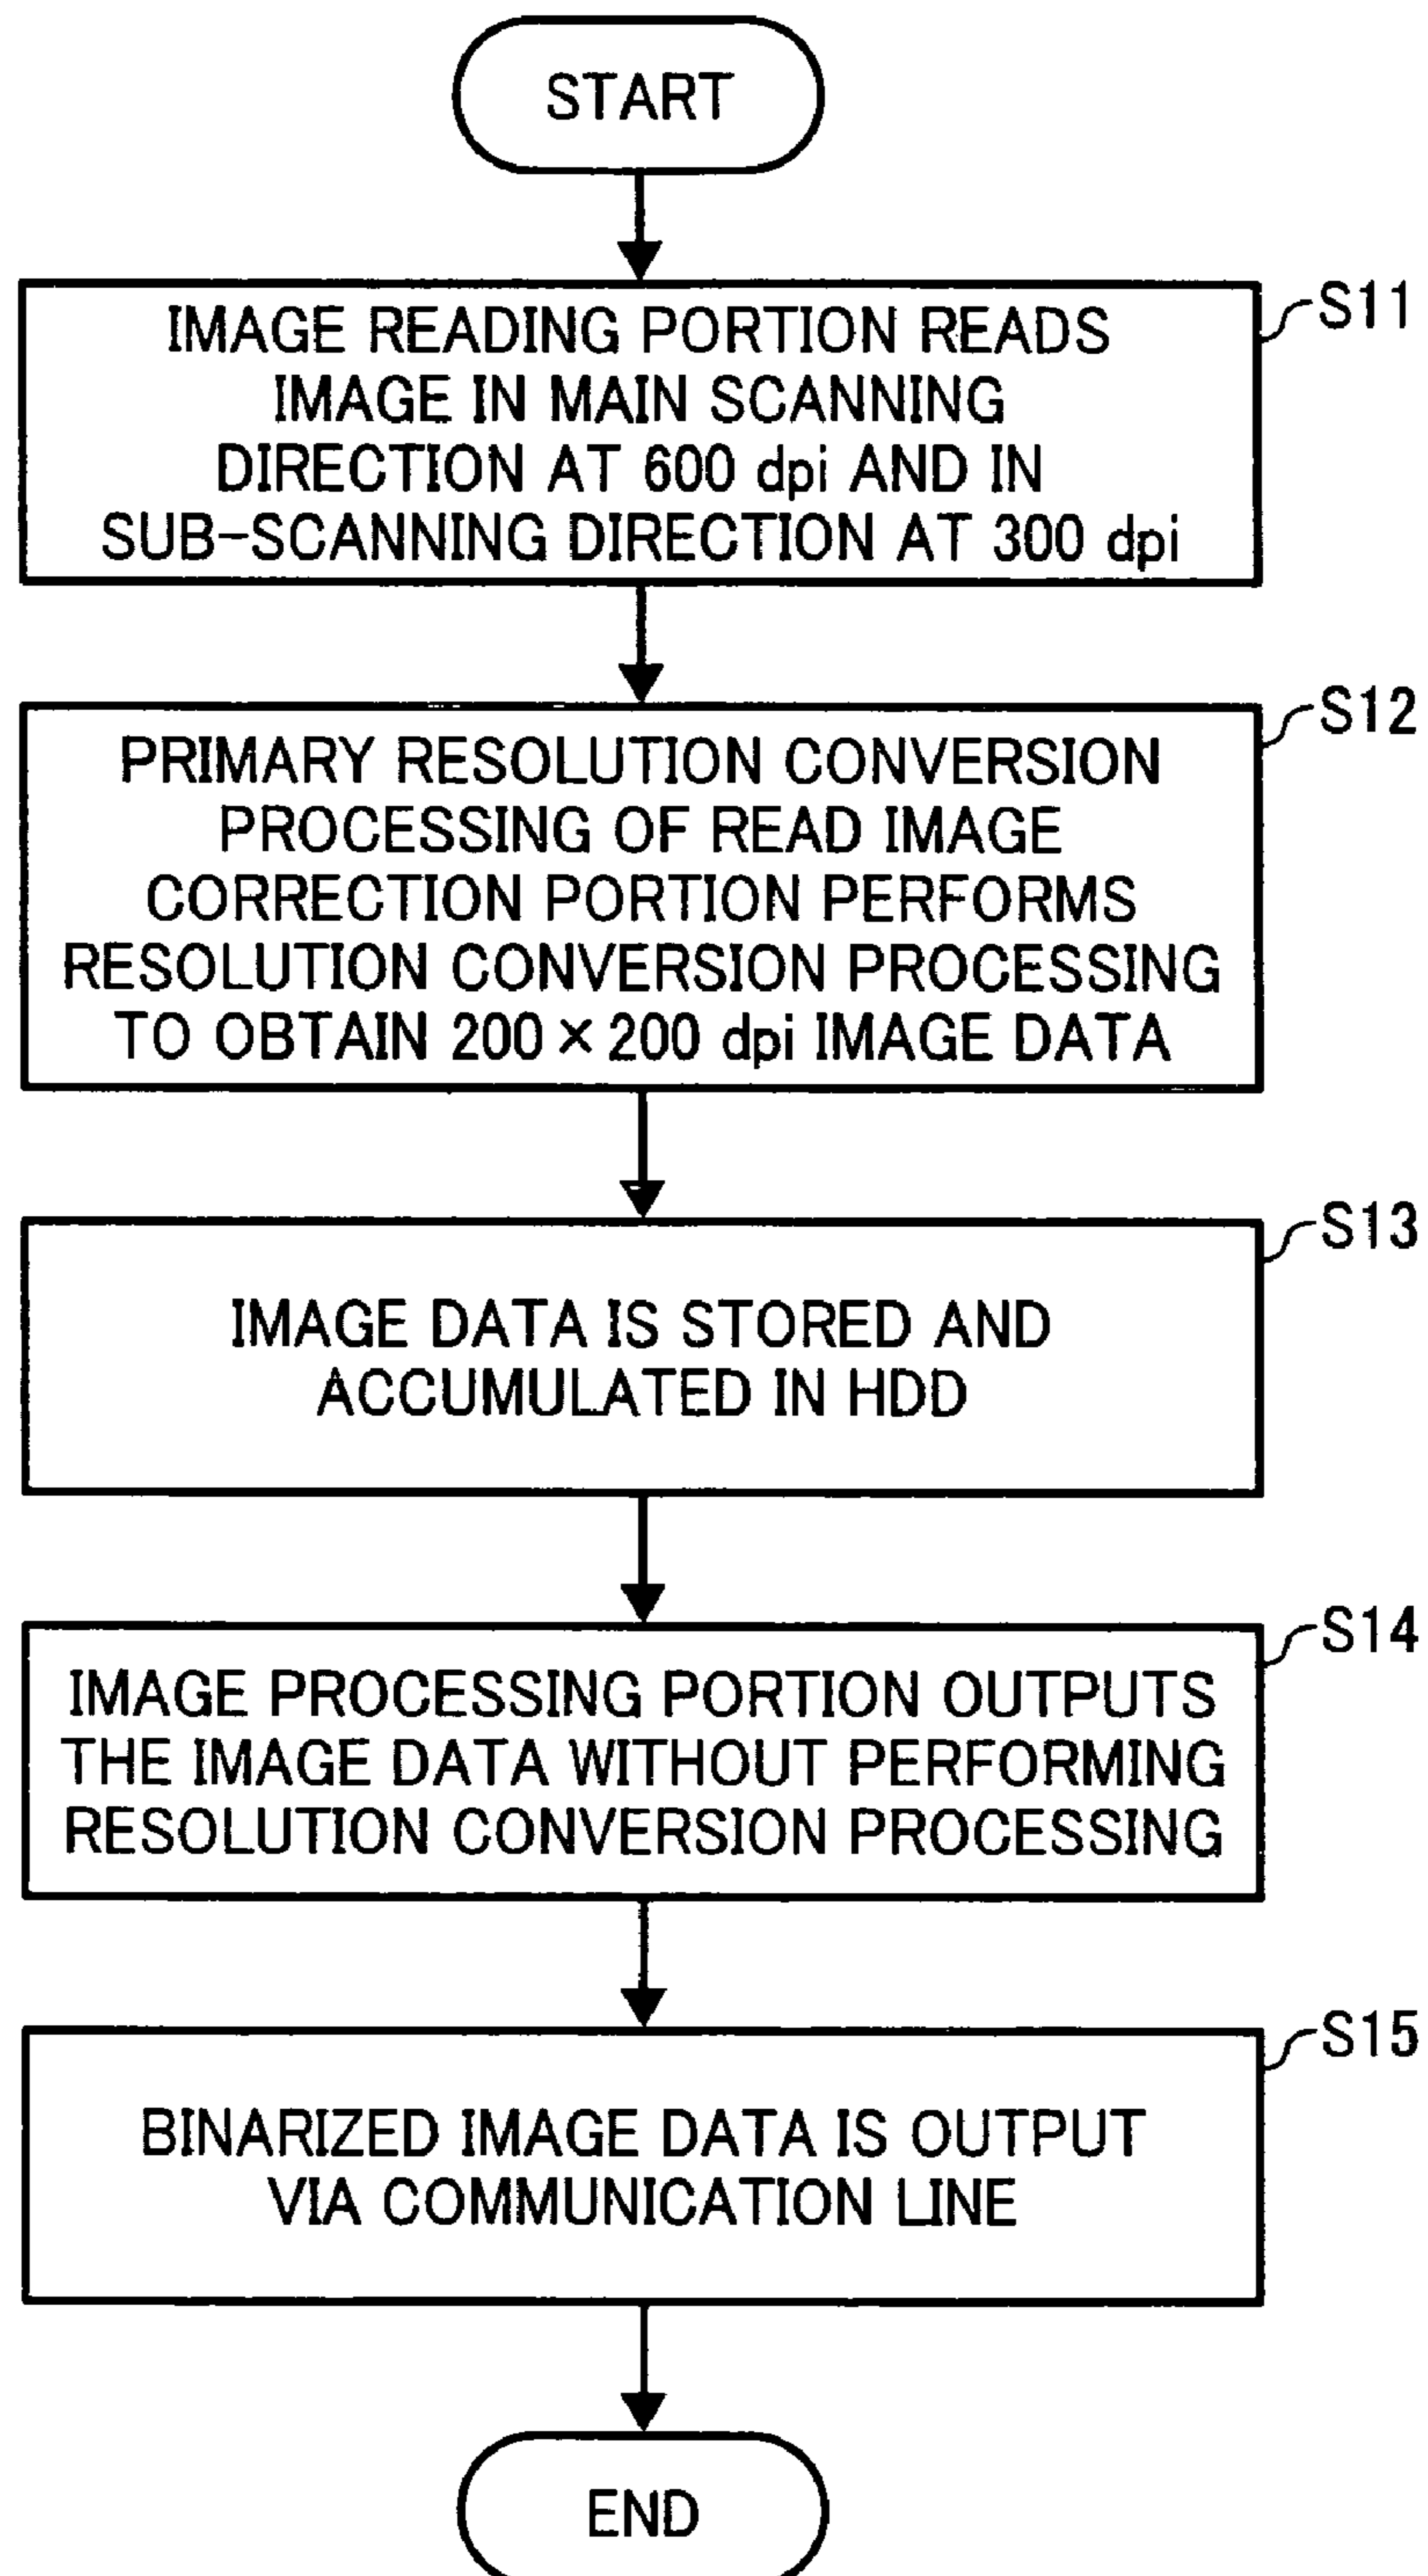 START
S11
IMAGE READING PORTION READS
IMAGE IN MAIN SCANNING
DIRECTION AT 600 dpi AND IN
SUB-SCANNING DIRECTION AT 300 dpi
S12
PRIMARY RESOLUTION CONVERSION
PROCESSING OF READ IMAGE
CORRECTION PORTION PERFORMS
RESOLUTION CONVERSION PROCESSING
TO OBTAIN 200 × 200 dpi IMAGE DATA
S13
IMAGE DATA IS STORED AND
ACCUMULATED IN HDD
S14
IMAGE PROCESSING PORTION OUTPUTS
THE IMAGE DATA WITHOUT PERFORMING
RESOLUTION CONVERSION PROCESSING
S15
BINARIZED IMAGE DATA IS OUTPUT
VIA COMMUNICATION LINE
END